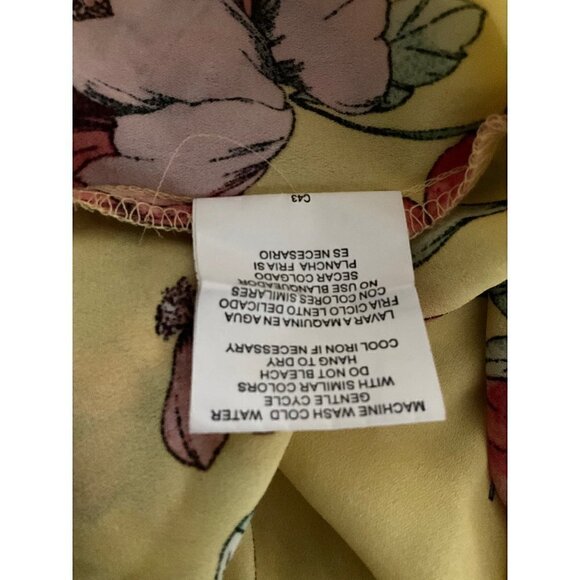 MACHINE WASH COLD WATER
GENTLE CYCLE
WITH SIMILAR COLORS
DO NOT BLEACH
HANG TO DRY
COOL IRON IF NECESSARY
LAVAR A MAQUINA EN AGUA
FRIA CICLO LENTO DELICADO
CON COLORES SIMILARES
NO USE BLANQUEADOR
SECAR COLGADO
PLANCHA FRIA SI
ES NECESARIO
C43